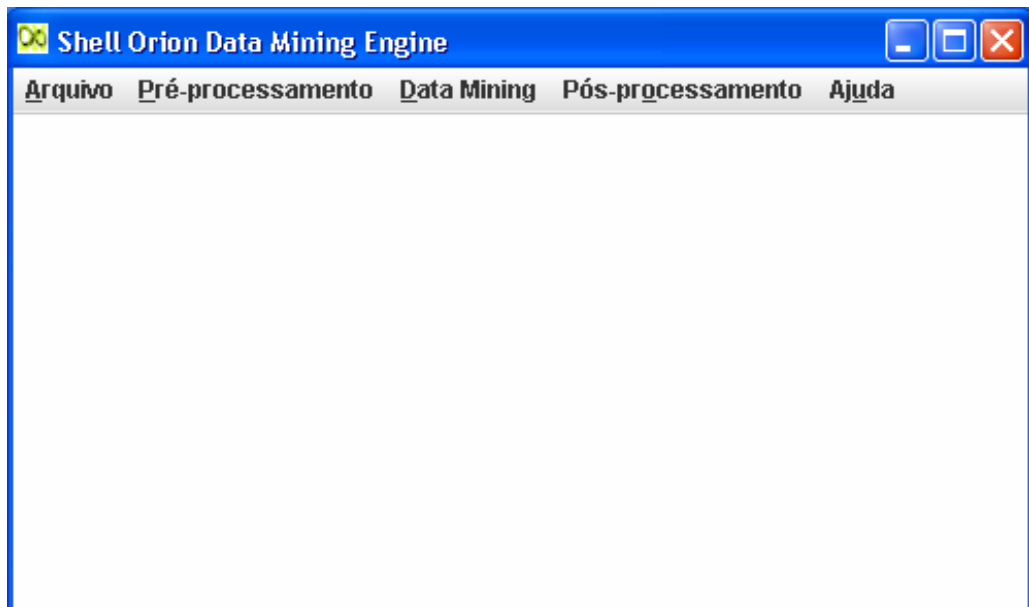 Shell Orion Data Mining Engine
Arquivo Pré-processamento Data Mining Pós-processamento Ajuda